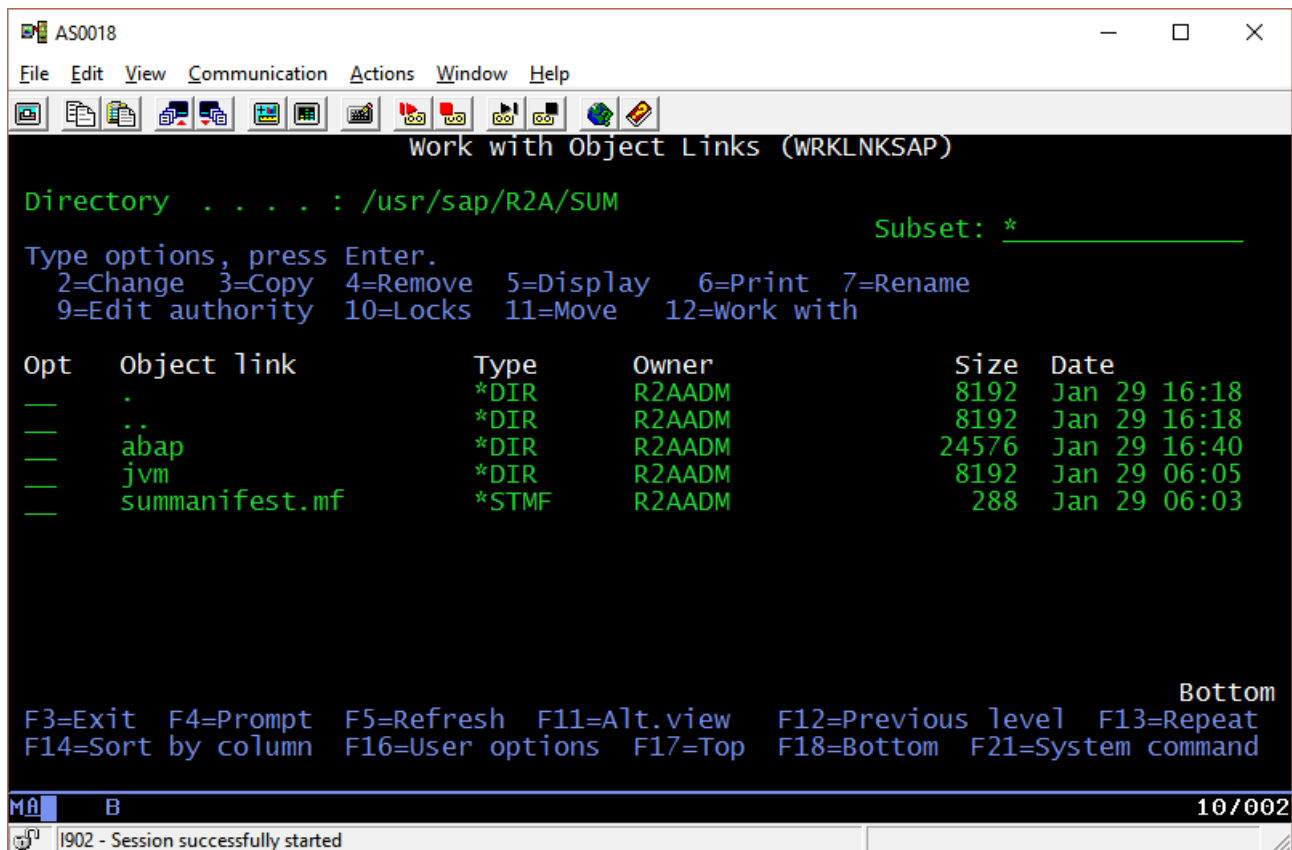 AS0018
File Edit View Communication Actions Window Help
Work with Object Links (WRKLNKSAP)
Directory . . . . : /usr/sap/R2A/SUM
Subset: *
Type options, press Enter.
2=Change 3=Copy 4=Remove 5=Display 6=Print 7=Rename
9=Edit authority 10=Locks 11=Move 12=Work with
Opt Object link Type Owner Size Date
. *DIR R2AADM 8192 Jan 29 16:18
.. *DIR R2AADM 8192 Jan 29 16:18
abap *DIR R2AADM 24576 Jan 29 16:40
jvm *DIR R2AADM 8192 Jan 29 06:05
summanifest.mf *STMF R2AADM 288 Jan 29 06:03
Bottom
F3=Exit F4=Prompt F5=Refresh F11=Alt.view F12=Previous level F13=Repeat
F14=Sort by column F16=User options F17=Top F18=Bottom F21=System command
MA B 10/002
I902 - Session successfully started